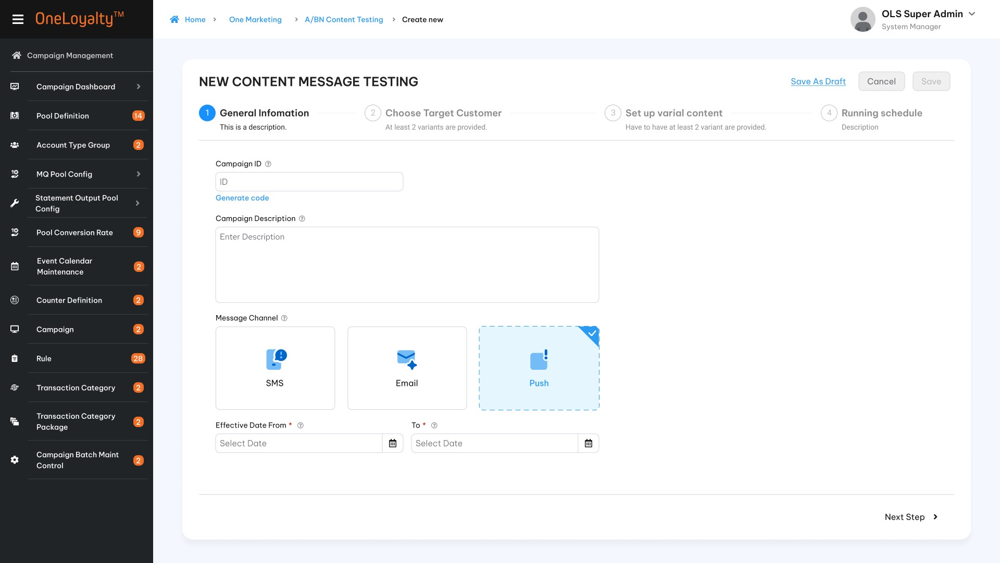 OneLoyalty™
Home
One Marketing
A/BN Content Testing
Create new
OLS Super Admin
System Manager
Campaign Management
Campaign Dashboard
Pool Definition
14
Account Type Group
2
MQ Pool Config
Statement Output Pool
Config
Pool Conversion Rate
9
Event Calendar
Maintenance
2
Counter Definition
2
Campaign
2
Rule
28
Transaction Category
2
Transaction Category
Package
2
Campaign Batch Maint
Control
2
NEW CONTENT MESSAGE TESTING
Save As Draft
Cancel
Save
1
General Infomation
This is a description.
2
Choose Target Customer
At least 2 variants are provided.
3
Set up varial content
Have to have at least 2 variant are provided.
4
Running schedule
Description
Campaign ID
ID
Generate code
Campaign Description
Enter Description
Message Channel
SMS
Email
Push
Effective Date From *
Select Date
To *
Select Date
Next Step